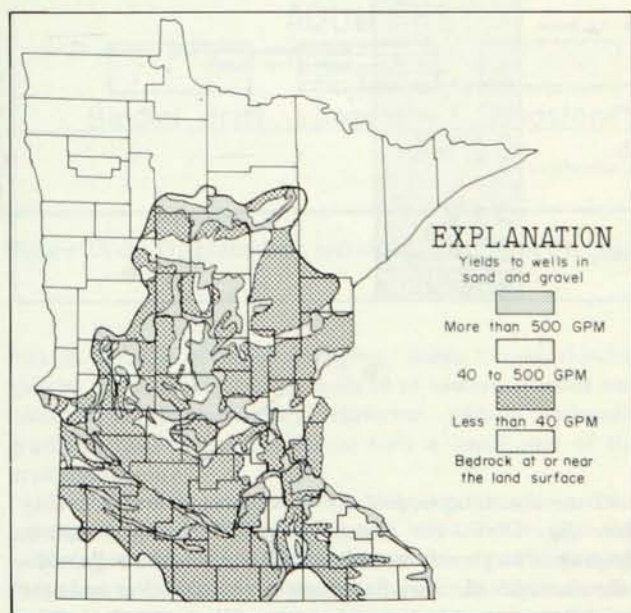 EXPLANATION
Yields to wells in
sand and gravel
More than 500 GPM
40 to 500 GPM
Less than 40 GPM
Bedrock at or near
the land surface